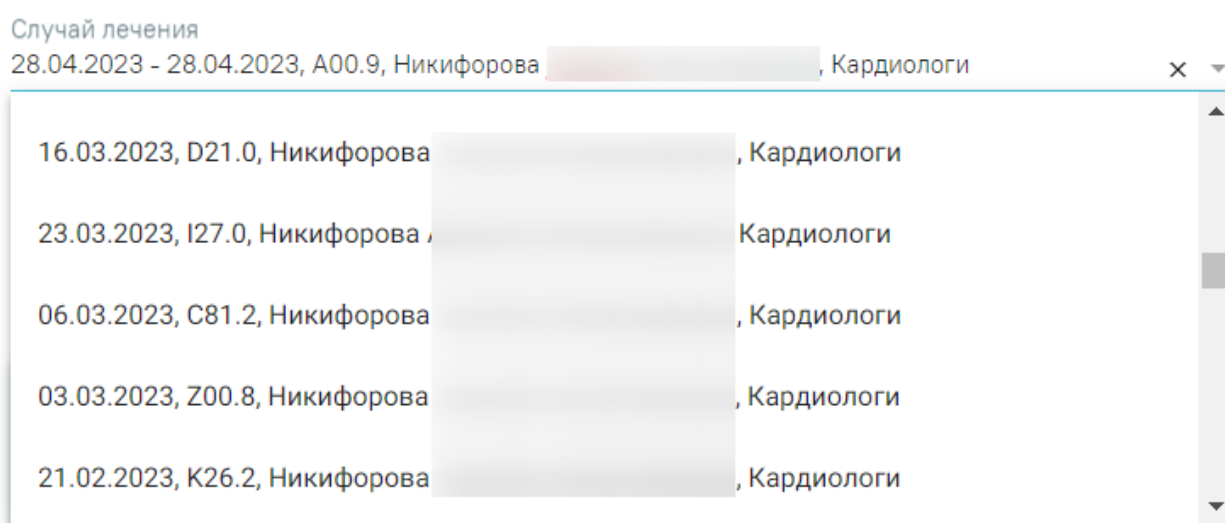 Случай лечения
28.04.2023 - 28.04.2023, A00.9, Никифорова , Кардиологи
16.03.2023, D21.0, Никифорова , Кардиологи
23.03.2023, I27.0, Никифорова Кардиологи
06.03.2023, C81.2, Никифорова , Кардиологи
03.03.2023, Z00.8, Никифорова , Кардиологи
21.02.2023, K26.2, Никифорова , Кардиологи